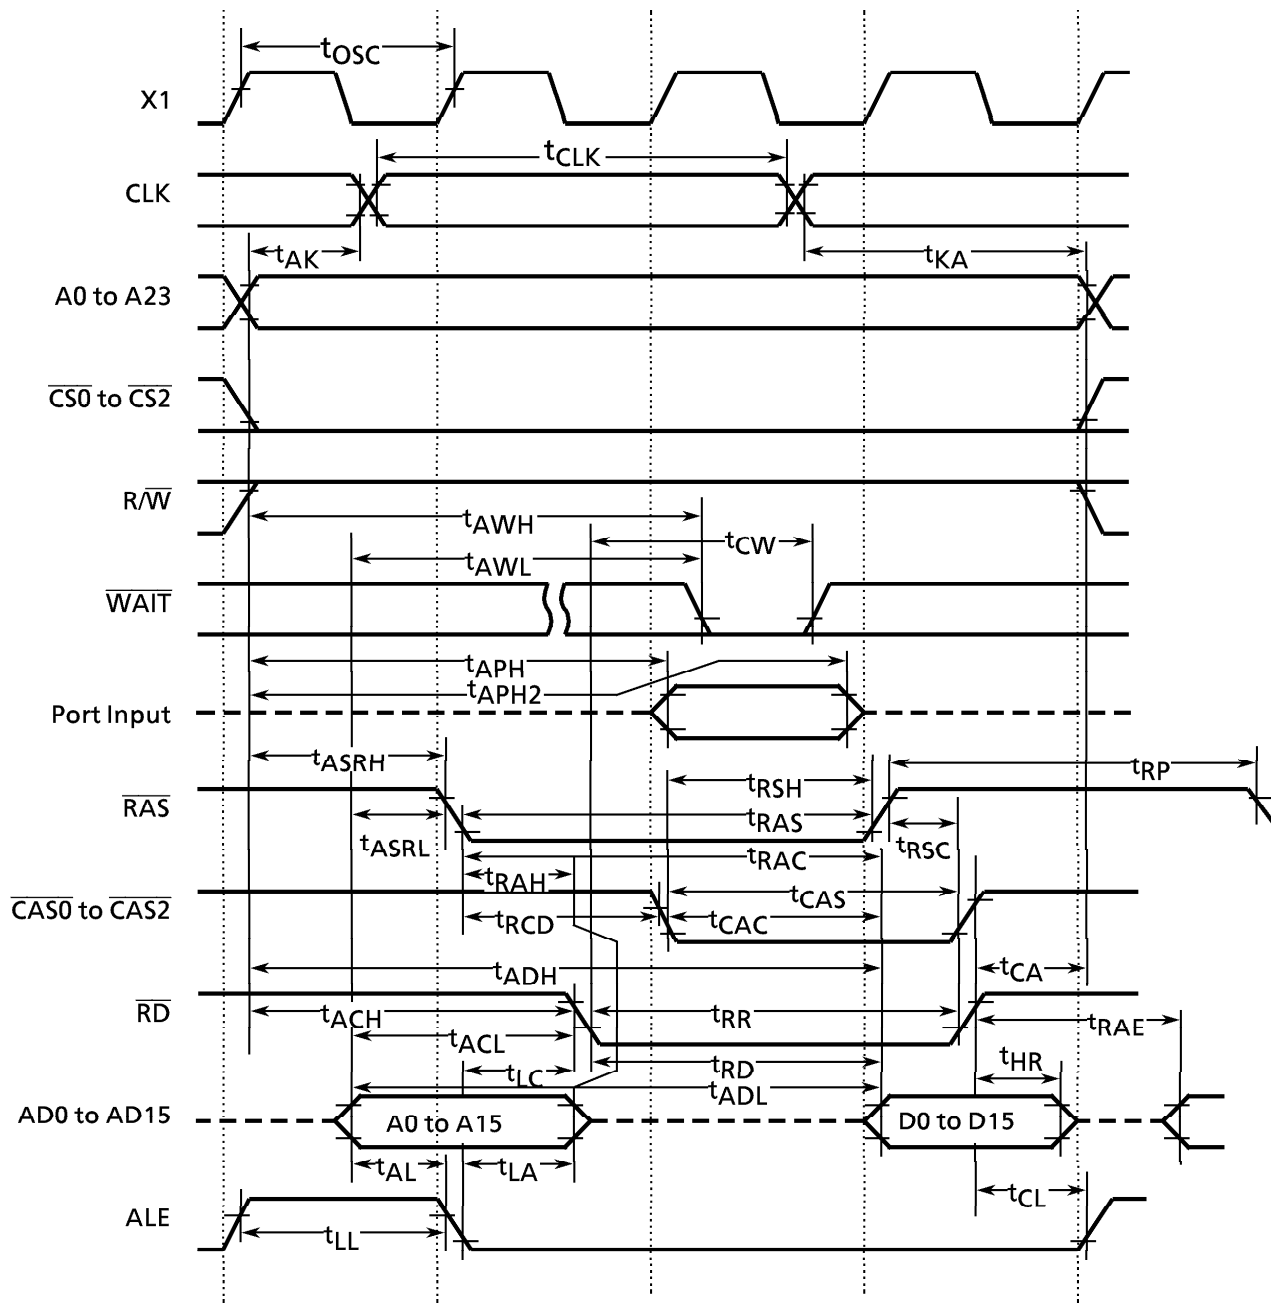 tOSC
X1
tCLK
CLK
tAK
tKA
A0 to A23
CS0 to CS2
R/W
tAWH
tCW
tAWL
WAIT
tAPH
tAPH2
Port Input
tASRH
tRP
tRSH
RAS
tRAS
tASRL
tRSC
tRAC
tRAH
tCAS
CAS0 to CAS2
tRCD
tCAC
tADH
tCA
RD
tACH
tRR
tRAE
tACL
tRD
tHR
tLC
tADL
AD0 to AD15
A0 to A15
D0 to D15
tAL
tLA
tCL
ALE
tLL